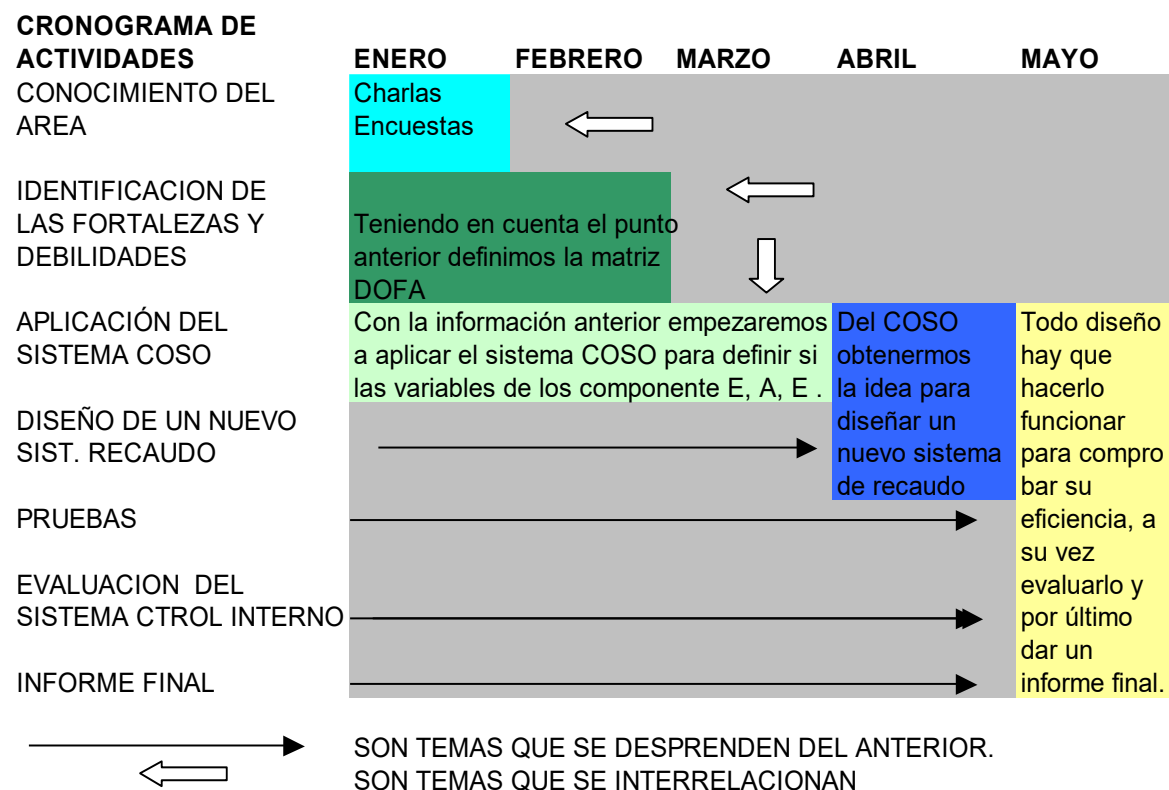 CRONOGRAMA DE
ACTIVIDADES ENERO FEBRERO MARZO ABRIL MAYO
CONOCIMIENTO DEL
AREA
Charlas
Encuestas
IDENTIFICACION DE
LAS FORTALEZAS Y
DEBILIDADES
Teniendo en cuenta el punto
anterior definimos la matriz
DOFA
APLICACIÓN DEL
SISTEMA COSO
Con la información anterior empezaremos
a aplicar el sistema COSO para definir si
las variables de los componente E, A, E .
Del COSO
obtenermos
la idea para
diseñar un
nuevo sistema
de recaudo
Todo diseño
hay que
hacerlo
funcionar
para compro
bar su
eficiencia, a
su vez
evaluarlo y
por último
dar un
informe final.
DISEÑO DE UN NUEVO
SIST. RECAUDO
PRUEBAS
EVALUACION DEL
SISTEMA CTROL INTERNO
INFORME FINAL
SON TEMAS QUE SE DESPRENDEN DEL ANTERIOR.
SON TEMAS QUE SE INTERRELACIONAN